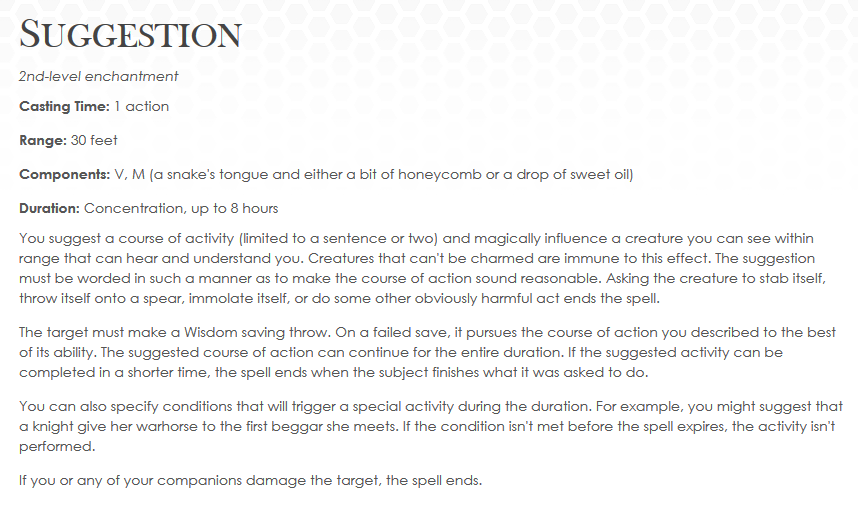 SUGGESTION
2nd-level enchantment
Casting Time: 1 action
Range: 30 feet
Components: V, M (a snake's tongue and either a bit of honeycomb or a drop of sweet oil)
Duration: Concentration, up to 8 hours
You suggest a course of activity (limited to a sentence or two) and magically influence a creature you can see within
range that can hear and understand you. Creatures that can't be charmed are immune to this effect. The suggestion
must be worded in such a manner as to make the course of action sound reasonable. Asking the creature to stab itself,
throw itself onto a spear, immolate itself, or do some other obviously harmful act ends the spell.
The target must make a Wisdom saving throw. On a failed save, it pursues the course of action you described to the best
of its ability. The suggested course of action can continue for the entire duration. If the suggested activity can be
completed in a shorter time, the spell ends when the subject finishes what it was asked to do.
You can also specify conditions that will trigger a special activity during the duration. For example, you might suggest that
a knight give her warhorse to the first beggar she meets. If the condition isn't met before the spell expires, the activity isn't
performed.
If you or any of your companions damage the target, the spell ends.